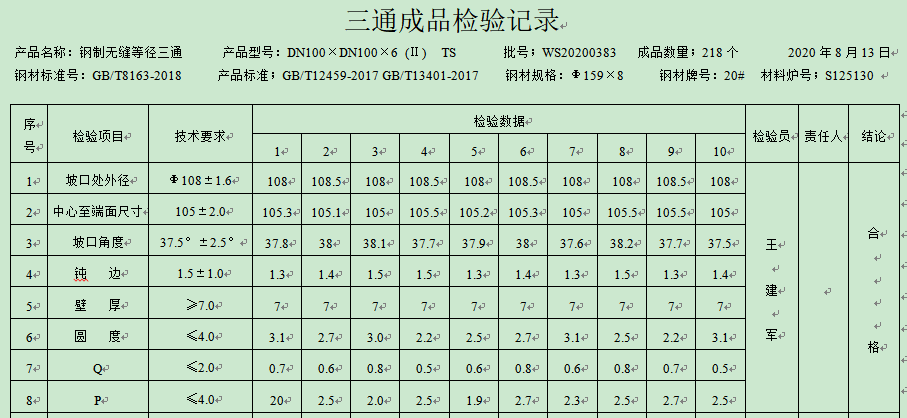 三通成品检验记录
产品名称：钢制无缝等径三通 产品型号：DN100×DN100×6 (Ⅱ) TS 批号；WS20200383 成品数量；218 个 2020 年 8 月 13 日
钢材标准号：GB/T8163-2018 产品标准；GB/T12459-2017 GB/T13401-2017 钢材规格：Φ159×8 钢材牌号：20# 材料炉号；S125130
序号 检验项目 技术要求 检验数据 检验员 责任人 结论
1 2 3 4 5 6 7 8 9 10
1 坡口处外径 Φ108±1.6 108 108.5 108 108.5 108 108.5 108 108 108.5 108
2 中心至端面尺寸 105±2.0 105.3 105.1 105 105.5 105.2 105.3 105 105.5 105.5 105
3 坡口角度 37.5°±2.5° 37.8 38 38.1 37.7 37.9 38 37.6 38.2 37.7 37.5
4 钝 边 1.5±1.0 1.3 1.4 1.5 1.5 1.3 1.4 1.3 1.5 1.3 1.4
5 壁 厚 ≥7.0 7 7 7 7 7 7 7 7 7 7
6 圆 度 ≤4.0 3.1 2.7 3.0 2.2 2.5 2.7 3.1 2.5 2.2 3.1
7 Q ≤2.0 0.7 0.6 0.8 0.5 0.6 0.8 0.6 0.8 0.7 0.5
8 P ≤4.0 20 2.5 2.0 2.5 1.9 2.7 2.3 2.5 2.7 2.5
王建军
合格